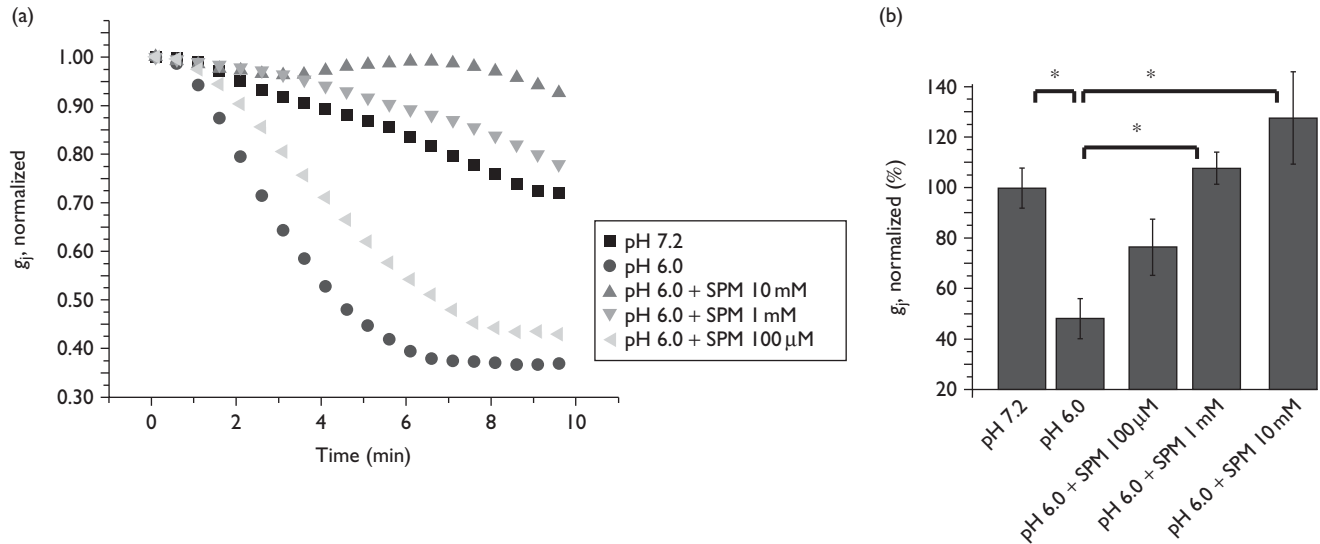 (a)
1.00
0.90
0.80
0.70
0.60
0.50
0.40
0.30
gj, normalized
0
2
4
6
8
10
Time (min)
pH 7.2
pH 6.0
pH 6.0 + SPM 10 mM
pH 6.0 + SPM 1 mM
pH 6.0 + SPM 100 μM
(b)
*
*
*
140
120
100
80
60
40
20
gj, normalized (%)
pH 7.2
pH 6.0
pH 6.0 + SPM 100 μM
pH 6.0 + SPM 1 mM
pH 6.0 + SPM 10 mM